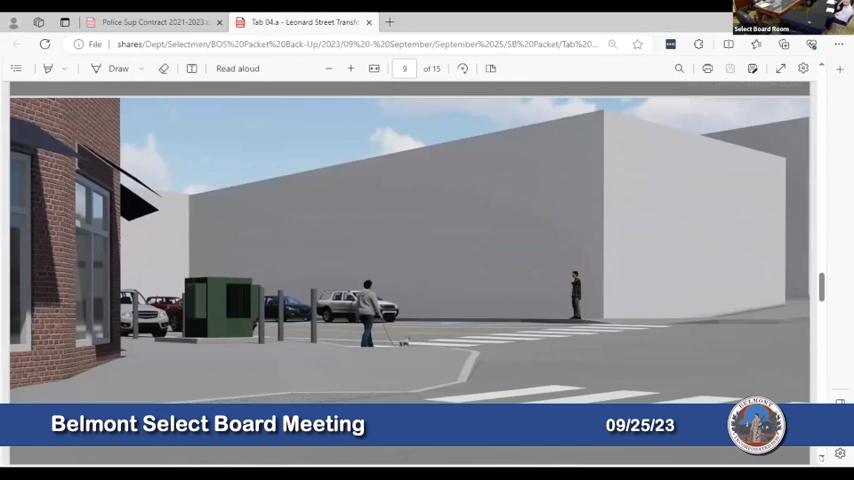 Police Sup Contract 2021-2023.
Tab 04.a - Leonard Street Transfo
File
shares/Dept/Selectmen/BOS%20Packet%20Back-Up/2023/09%20-%20September/September%2025/SB%20Packet/Tab%...
Select Board Room
Draw
Read aloud
9
of 15
Belmont Select Board Meeting
09/25/23
BELMONT